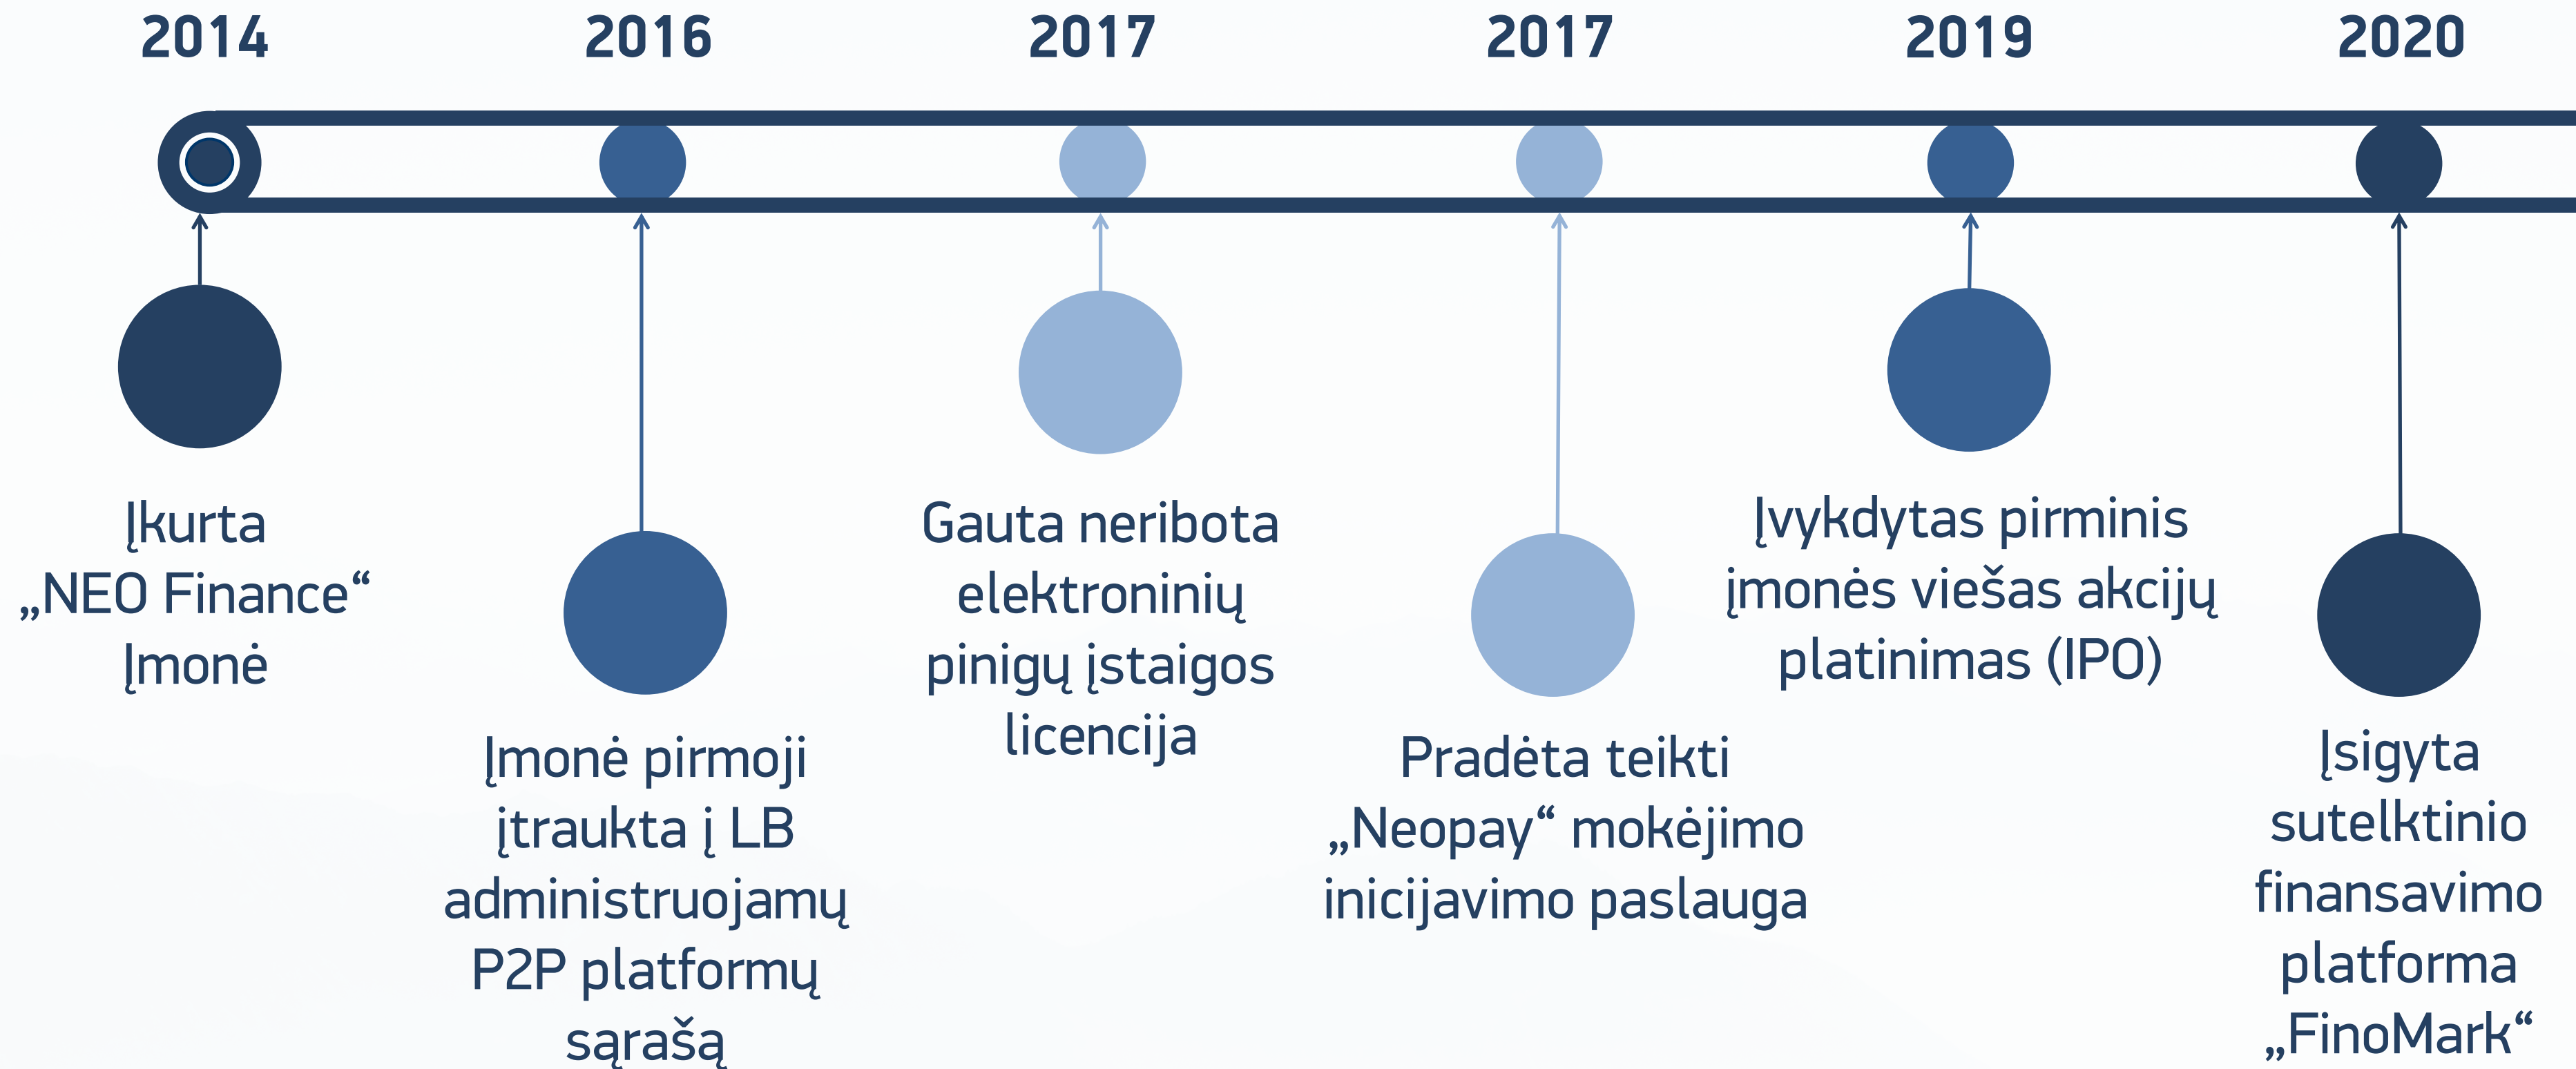 2014
2016
2017
2017
2019
2020
Įkurta
„NEO Finance“
Įmonė
Įmonė pirmoji
įtraukta į LB
administruojamų
P2P platformų
sąrašą
Gauta neribota
elektroninių
pinigų įstaigos
licencija
Pradėta teikti
„Neopay“ mokėjimo
inicijavimo paslauga
Įvykdytas pirminis
įmonės viešas akcijų
platinimas (IPO)
Įsigyta
sutelktinio
finansavimo
platforma
„FinoMark“